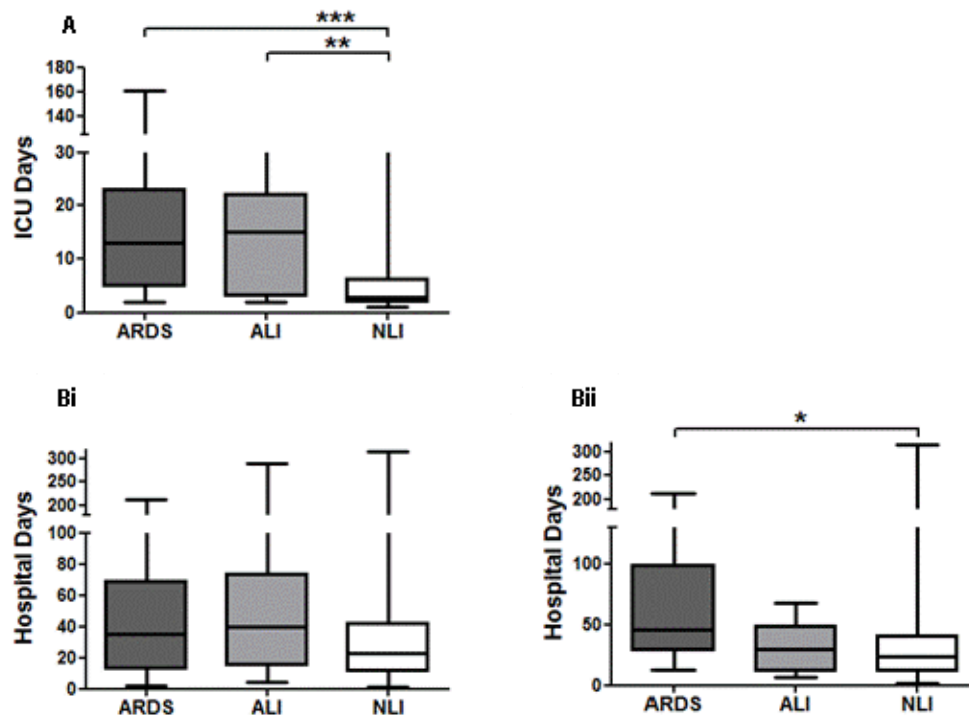 A
***
**
180
160
140
30
20
10
0
ICU Days
ARDS ALI NLI
Bi
300
250
200
100
80
60
40
20
0
Hospital Days
ARDS ALI NLI
Bii
*
300
250
200
100
50
0
Hospital Days
ARDS ALI NLI